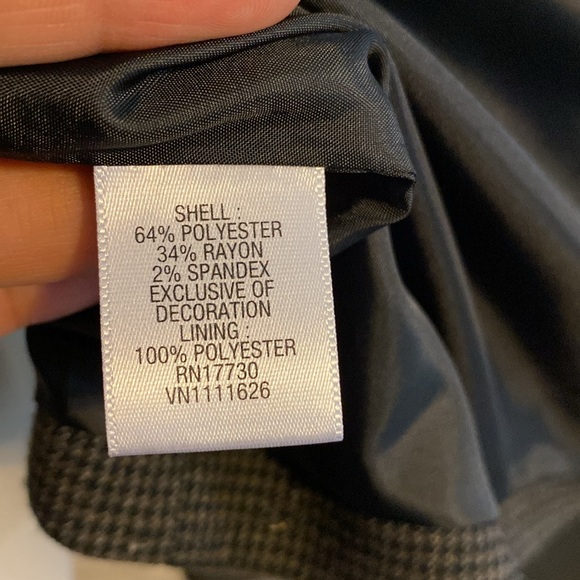 SHELL :
64% POLYESTER
34% RAYON
2% SPANDEX
EXCLUSIVE OF
DECORATION
LINING :
100% POLYESTER
RN17730
VN1111626